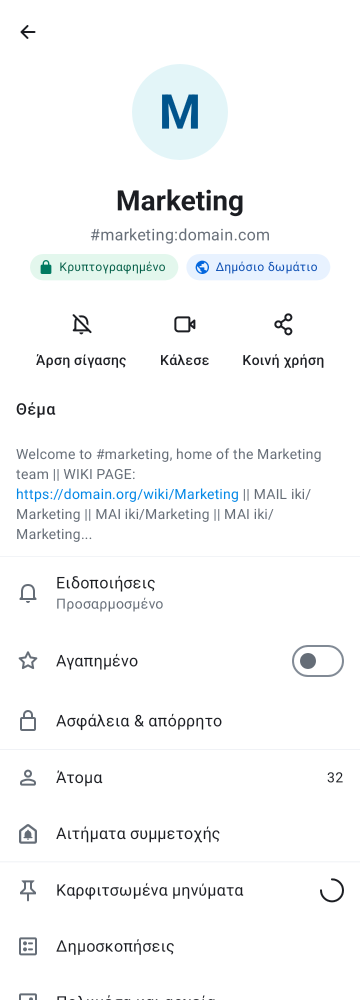 M
Marketing
#marketing:domain.com
Κρυπτογραφημένο
Δημόσιο δωμάτιο
Άρση σίγασης
Κάλεσε
Κοινή χρήση
Θέμα
Welcome to #marketing, home of the Marketing
team || WIKI PAGE:
https://domain.org/wiki/Marketing || MAIL iki/
Marketing || MAI iki/Marketing || MAI iki/
Marketing...
Ειδοποιήσεις
Προσαρμοσμένο
Αγαπημένο
Ασφάλεια & απόρρητο
Άτομα
32
Αιτήματα συμμετοχής
Καρφιτσωμένα μηνύματα
Δημοσκοπήσεις